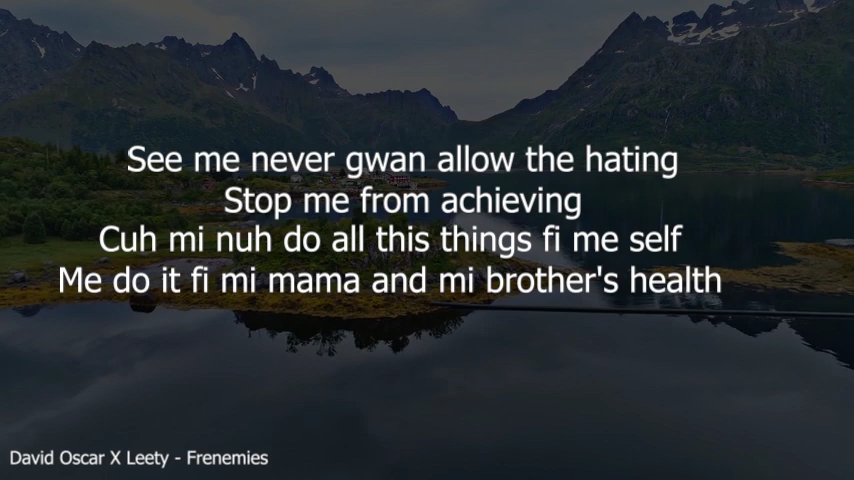 See me never gwan allow the hating
Stop me from achieving
Cuh mi nuh do all this things fi me self
Me do it fi mi mama and mi brother's health
David Oscar X Leety - Frenemies